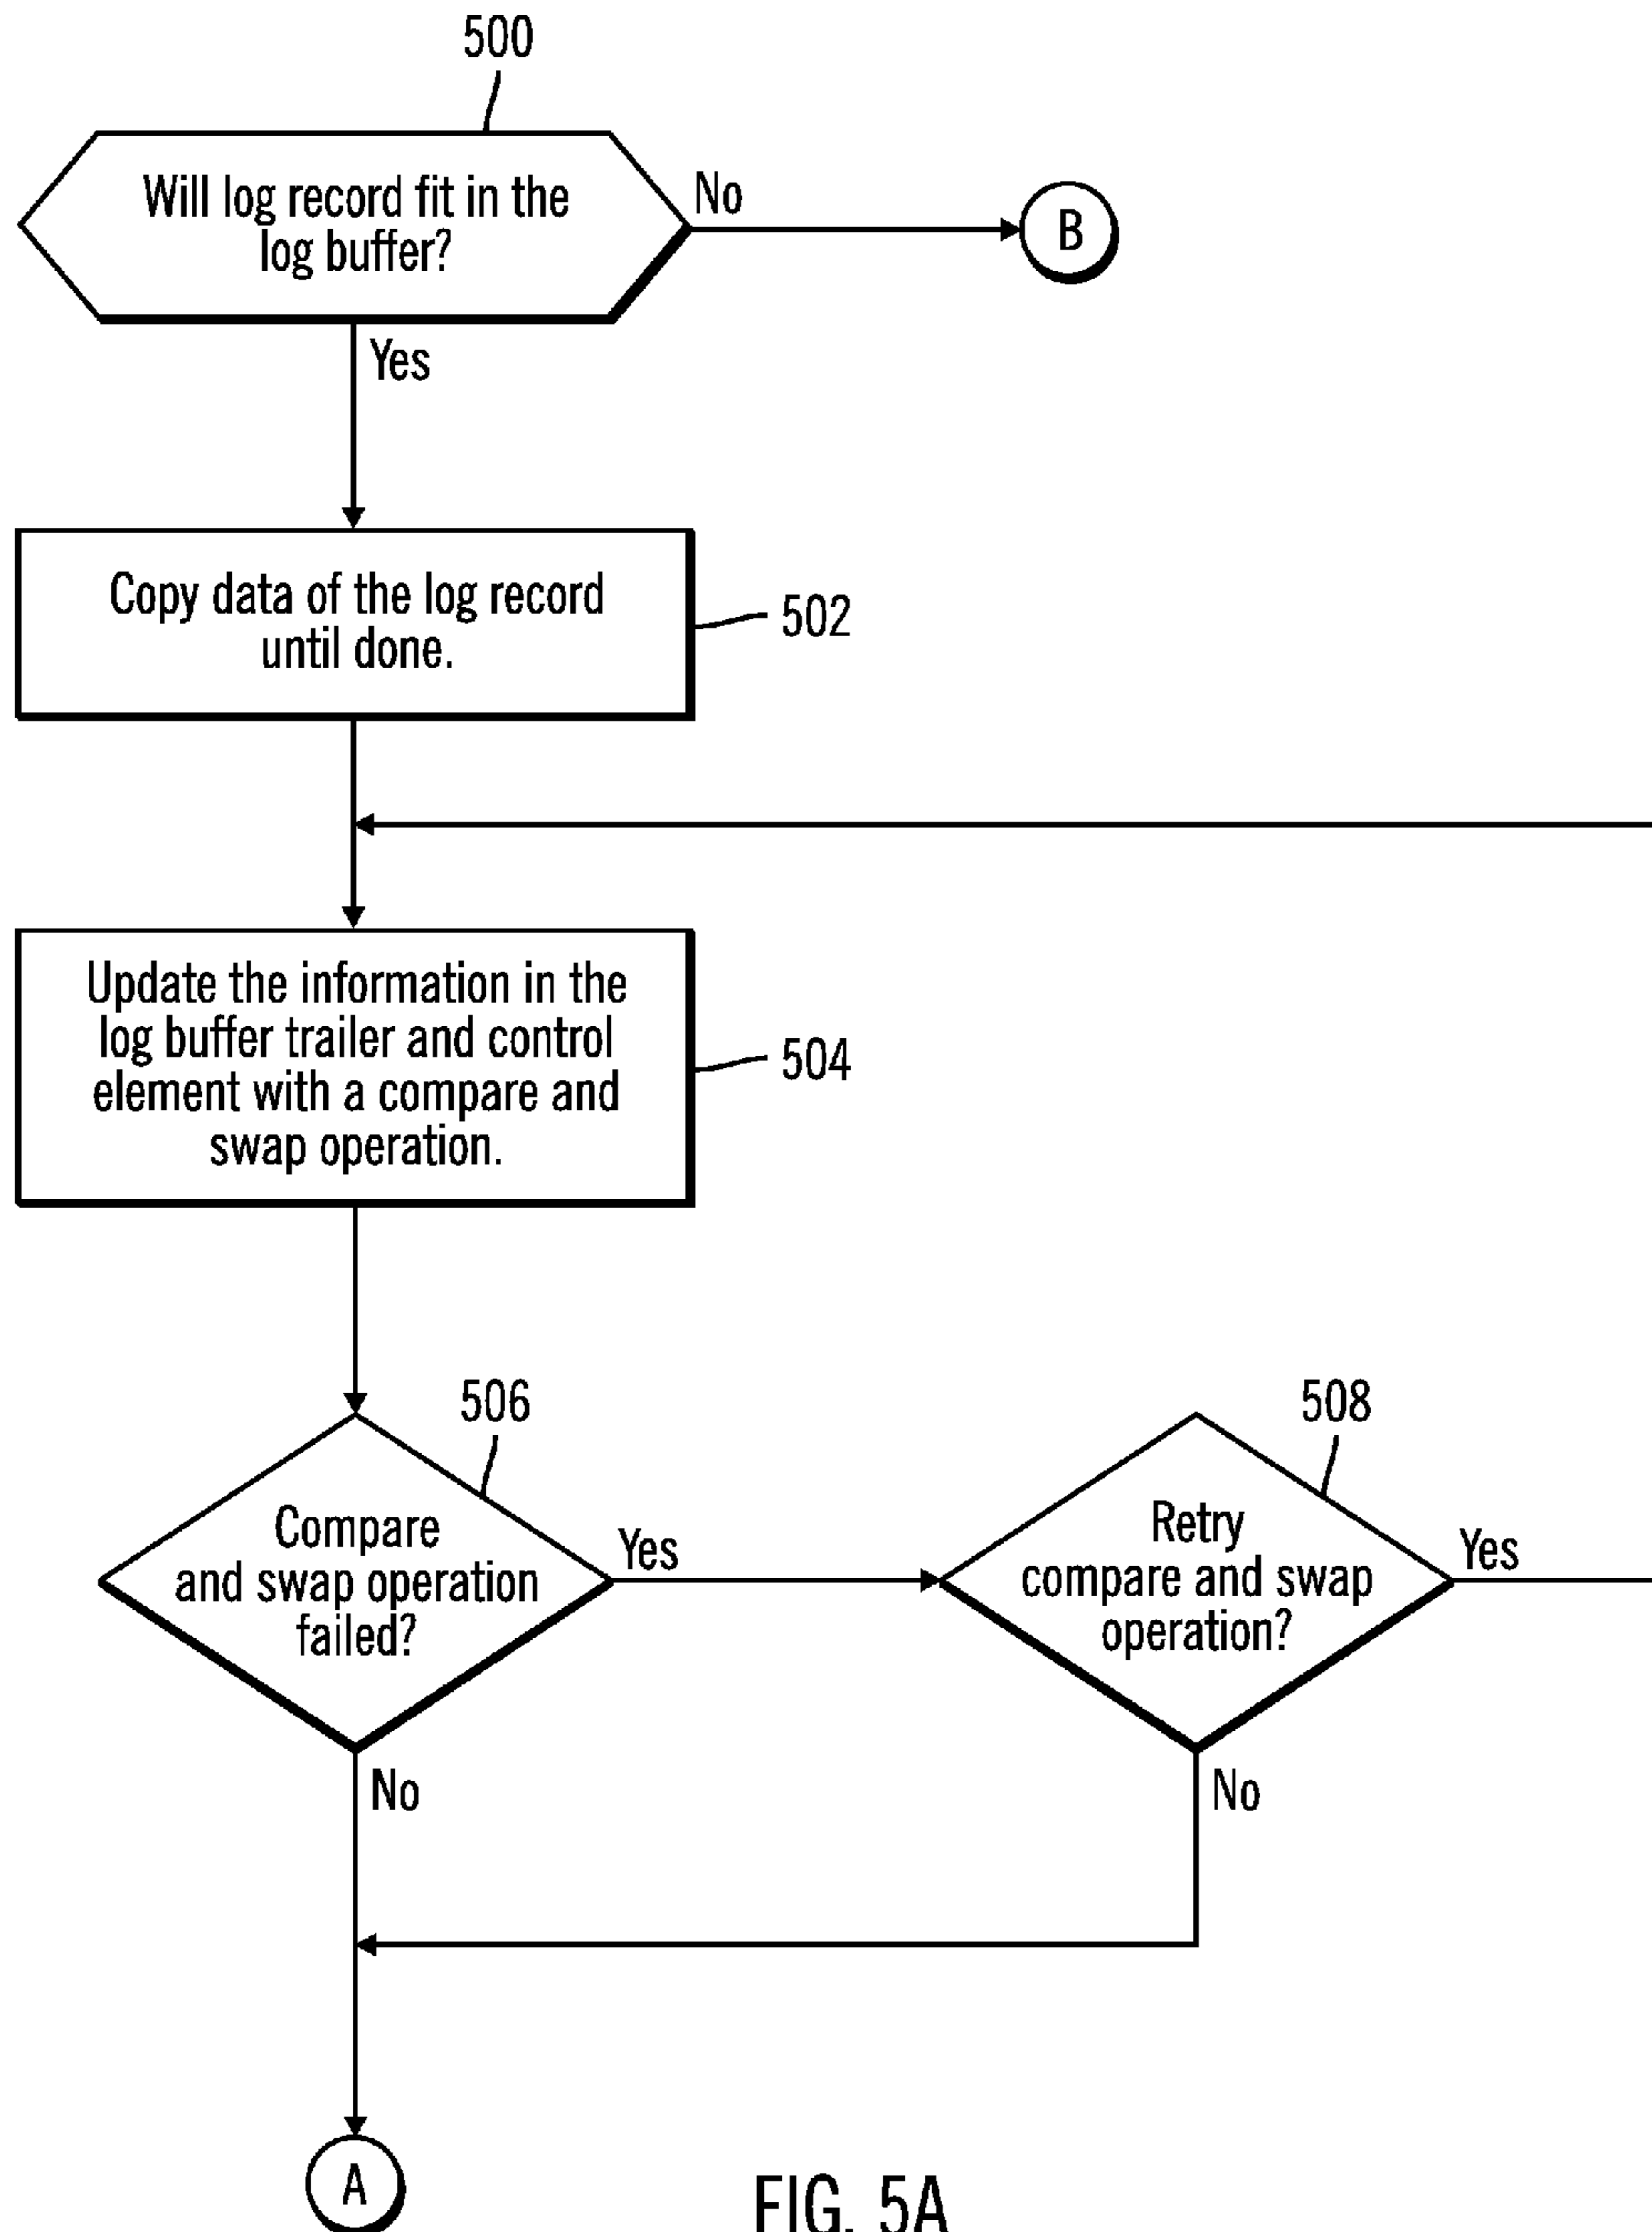 500
Will log record fit in the
log buffer?
No
B
Yes
Copy data of the log record
until done.
502
Update the information in the
log buffer trailer and control
element with a compare and
swap operation.
504
506
Compare
and swap operation
failed?
Yes
508
Retry
compare and swap
operation?
Yes
No
No
A
FIG. 5A